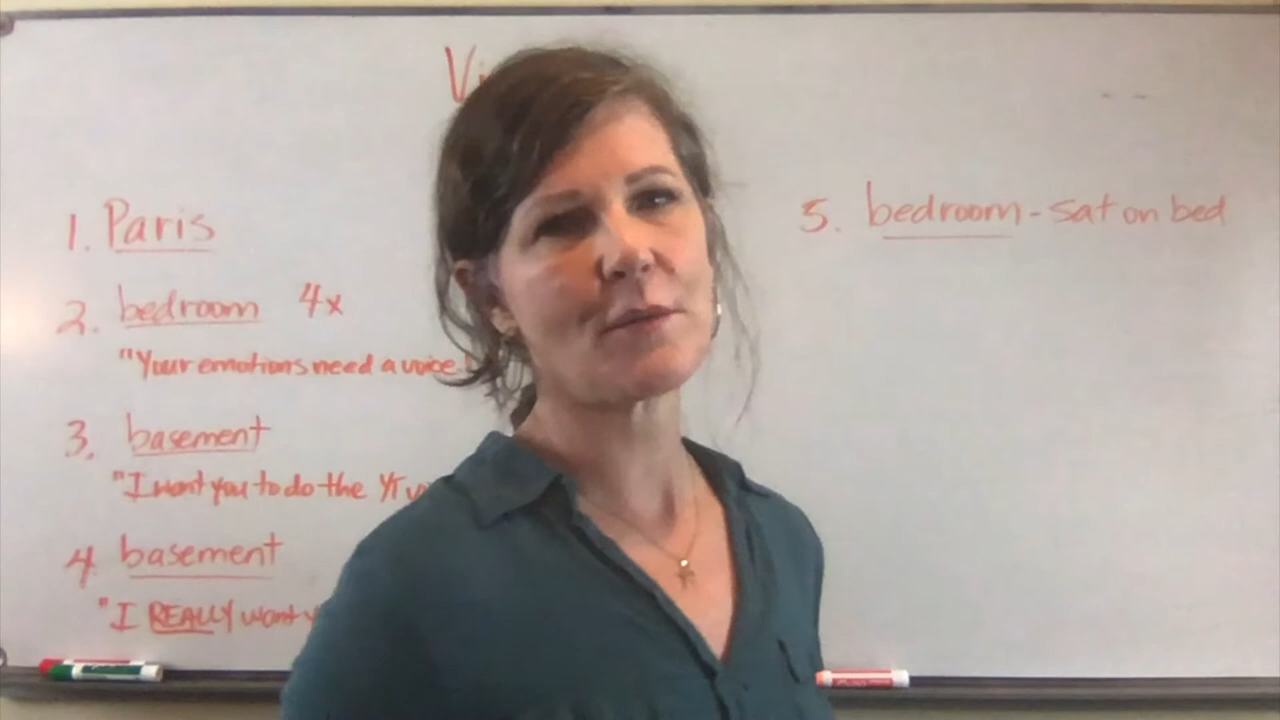 1. Paris
2. bedroom 4x
"Your emotions need a voice
3. basement
"I want you to do the YT
4. basement
"I REALLY want
5. bedroom - sat on bed